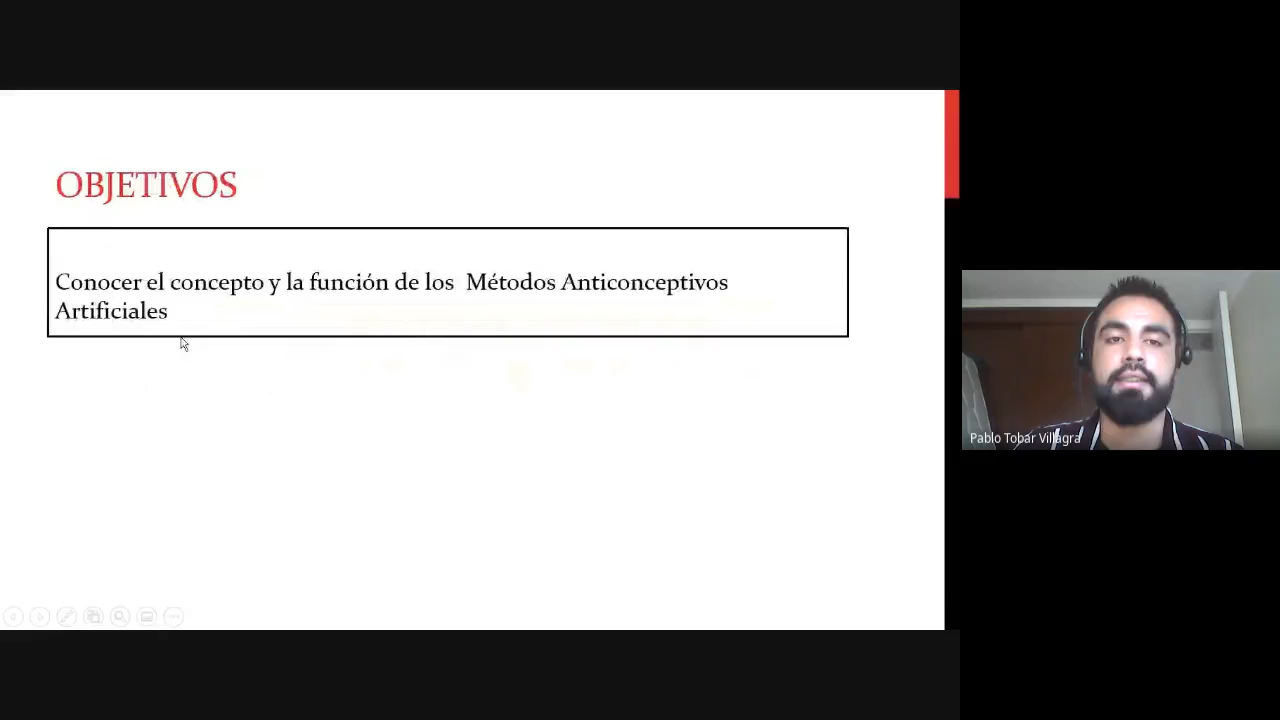 OBJETIVOS
Conocer el concepto y la función de los  Métodos Anticonceptivos
Artificiales
Pablo Tobar Villagra